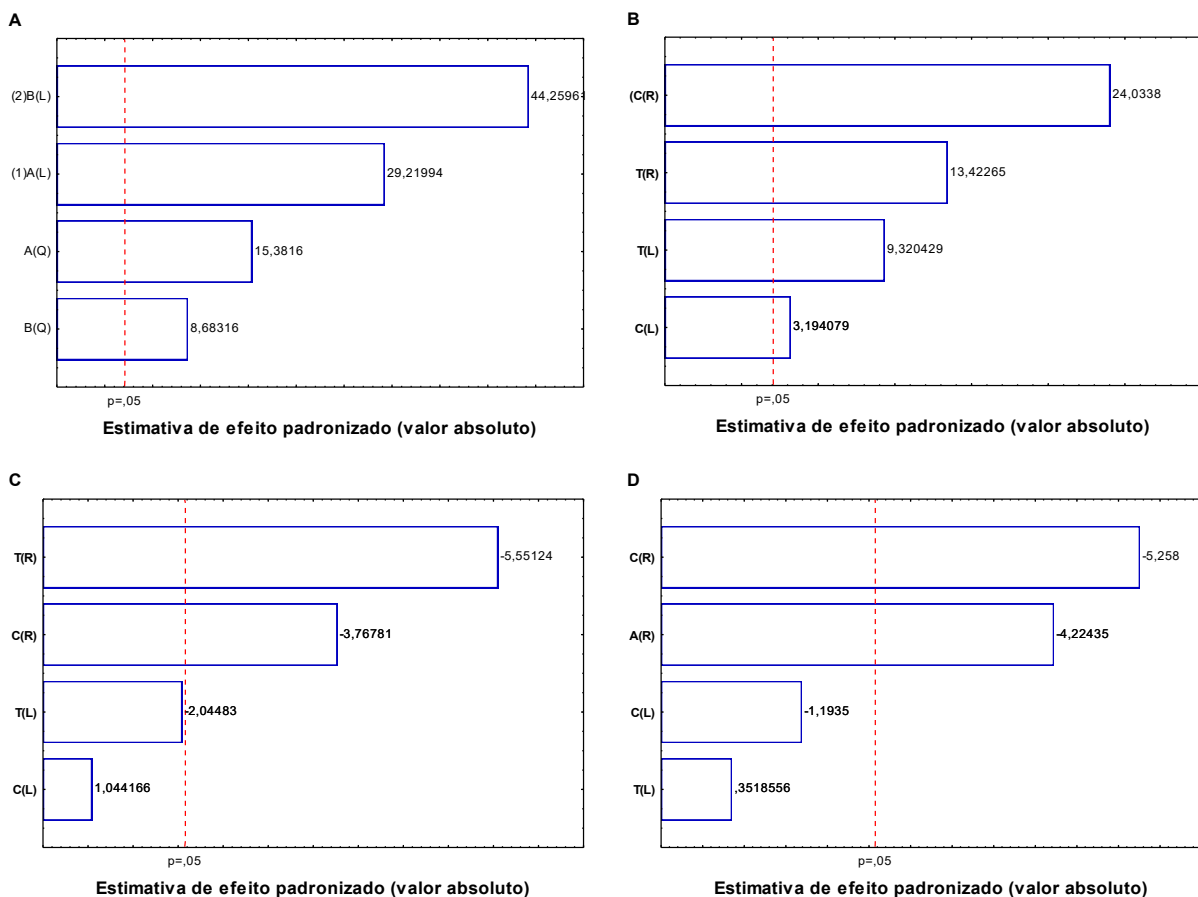 A
(2)B(L)
44,25961
(1)A(L)
29,21994
A(Q)
15,3816
B(Q)
8,68316
p=,05
Estimativa de efeito padronizado (valor absoluto)
B
(C(R)
24,0338
T(R)
13,42265
T(L)
9,320429
C(L)
3,194079
p=,05
Estimativa de efeito padronizado (valor absoluto)
C
T(R)
-5,55124
C(R)
-3,76781
T(L)
-2,04483
C(L)
1,044166
p=,05
Estimativa de efeito padronizado (valor absoluto)
D
C(R)
-5,258
A(R)
-4,22435
C(L)
-1,1935
T(L)
,3518556
p=,05
Estimativa de efeito padronizado (valor absoluto)